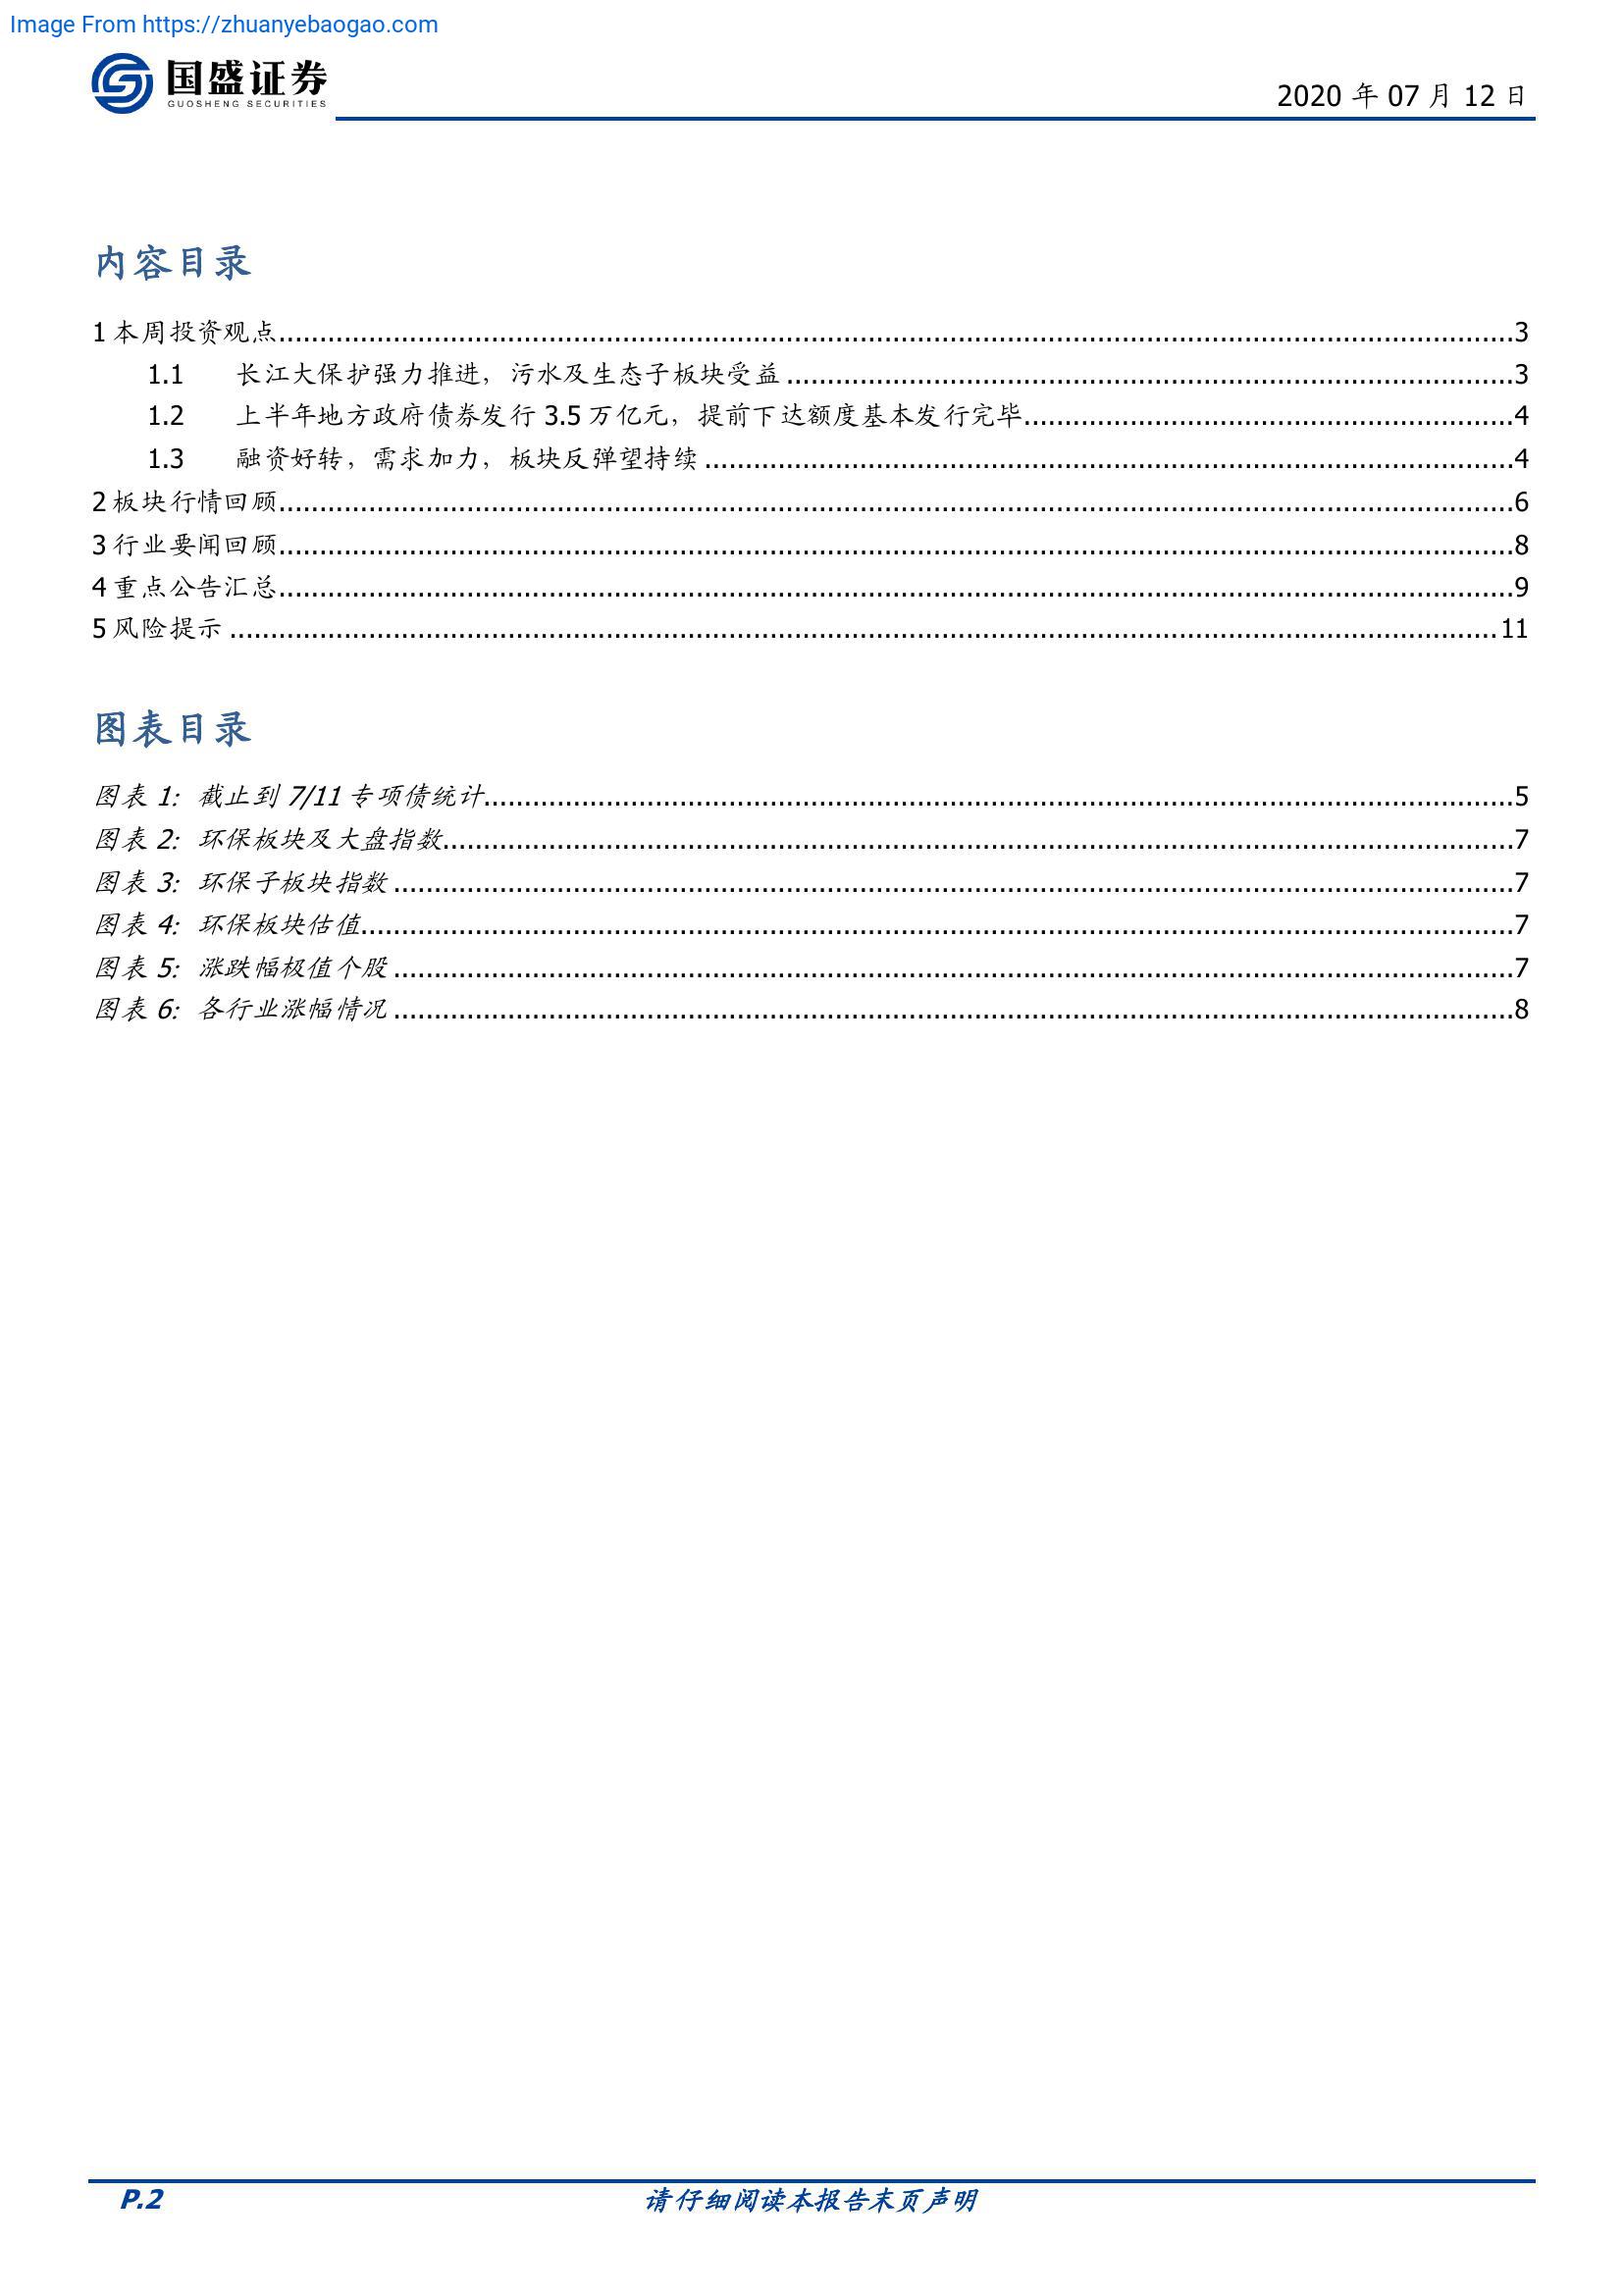 Image From https://zhuanyebaogao.com
国盛证券
GUOSHENG SECURITIES
2020 年 07 月 12 日
内容目录
1 本周投资观点 3
1.1 长江大保护强力推进，污水及生态子板块受益 3
1.2 上半年地方政府债券发行 3.5 万亿元，提前下达额度基本发行完毕 4
1.3 融资好转，需求加力，板块反弹望持续 4
2 板块行情回顾 6
3 行业要闻回顾 8
4 重点公告汇总 9
5 风险提示 11
图表目录
图表 1: 截止到 7/11 专项债统计 5
图表 2: 环保板块及大盘指数 7
图表 3: 环保子板块指数 7
图表 4: 环保板块估值 7
图表 5: 涨跌幅极值个股 7
图表 6: 各行业涨幅情况 8
P.2
请仔细阅读本报告末页声明